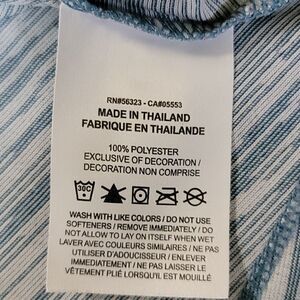 RN#56323 - CA#05553
MADE IN THAILAND
FABRIQUE EN THAILANDE
100% POLYESTER
EXCLUSIVE OF DECORATION /
DECORATION NON COMPRISE
30C
WASH WITH LIKE COLORS / DO NOT USE
SOFTENERS / REMOVE IMMEDIATELY / DO
NOT ALLOW TO LAY ON ITSELF WHEN WET
LAVER AVEC COULEURS SIMILAIRES / NE PAS
UTILISER D'ADOUCISSEUR / ENLEVER
IMMEDIATEMENT / NE PAS LAISSER LE
VÊTEMENT PLIÉ LORSQU'IL EST MOUILLÉ